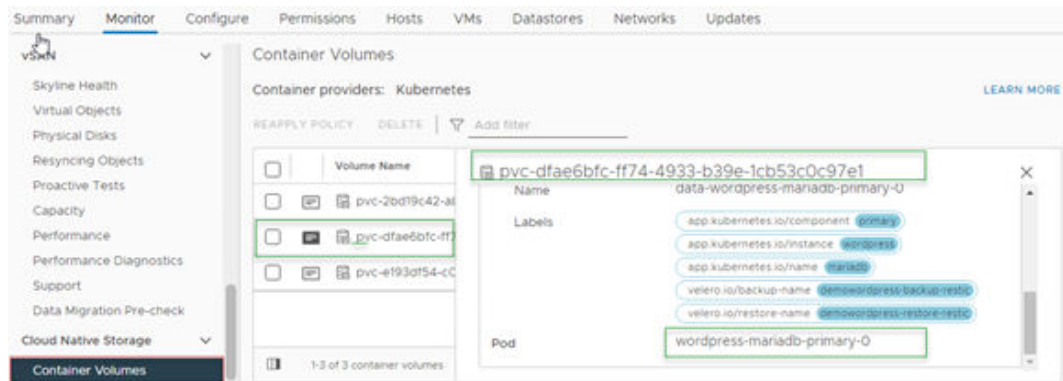 Summary Monitor Configure Permissions Hosts VMs Datastores Networks Updates
vSAN
Skyline Health
Virtual Objects
Physical Disks
Resyncing Objects
Proactive Tests
Capacity
Performance
Performance Diagnostics
Support
Data Migration Pre-check
Cloud Native Storage
Container Volumes
Container Volumes
Container providers: Kubernetes
LEARN MORE
REAPPLY POLICY DELETE Add filter
Volume Name
pvc-2bd19c42-a
pvc-dfae6bfc-ff7
pvc-e193df54-c
1-3 of 3 container volumes
pvc-dfae6bfc-ff74-4933-b39e-1cb53c0c97e1
Name data-wordpress-mariadb-primary-0
Labels app.kubernetes.io/component primary
app.kubernetes.io/instance wordpress
app.kubernetes.io/name mariadb
velero.io/backup-name demowordpress-backup-restic
velero.io/restore-name demowordpress-restore-restic
Pod wordpress-mariadb-primary-0